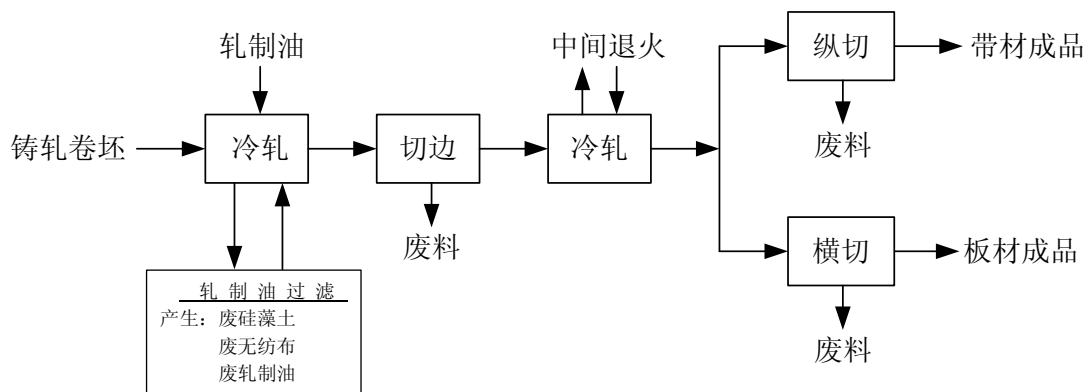 轧制油
中间退火
纵切
带材成品
铸轧卷坯
冷轧
切边
冷轧
废料
废料
横切
板材成品
轧制油过滤
产生：废硅藻土
废无纺布
废轧制油
废料